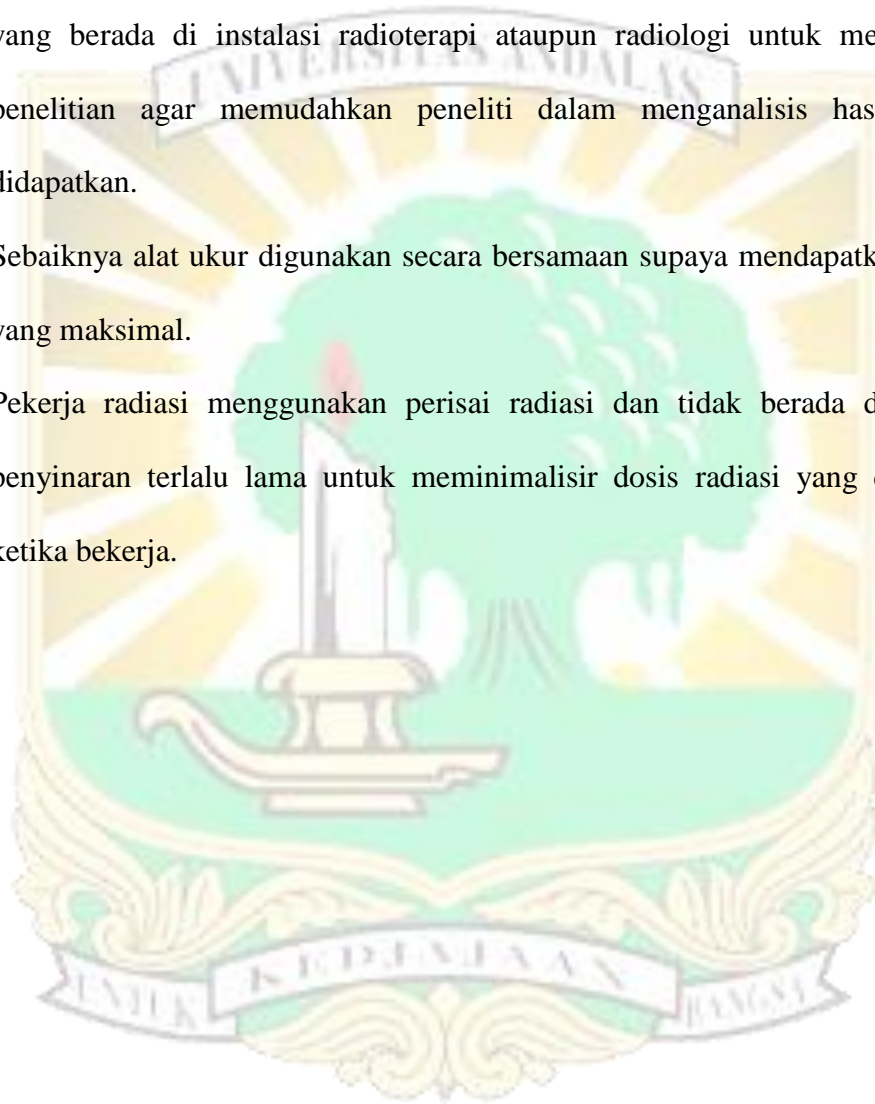 yang berada di instalasi radioterapi ataupun radiologi untuk me
UNIVERSITAS ANDALAS
penelitian agar memudahkan peneliti dalam menganalisis has
didapatkan.
Sebaiknya alat ukur digunakan secara bersamaan supaya mendapatk
yang maksimal.
Pekerja radiasi menggunakan perisai radiasi dan tidak berada d
penyinaran terlalu lama untuk meminimalisir dosis radiasi yang
ketika bekerja.
KEDJAJAAN
UNTUK BANGSA